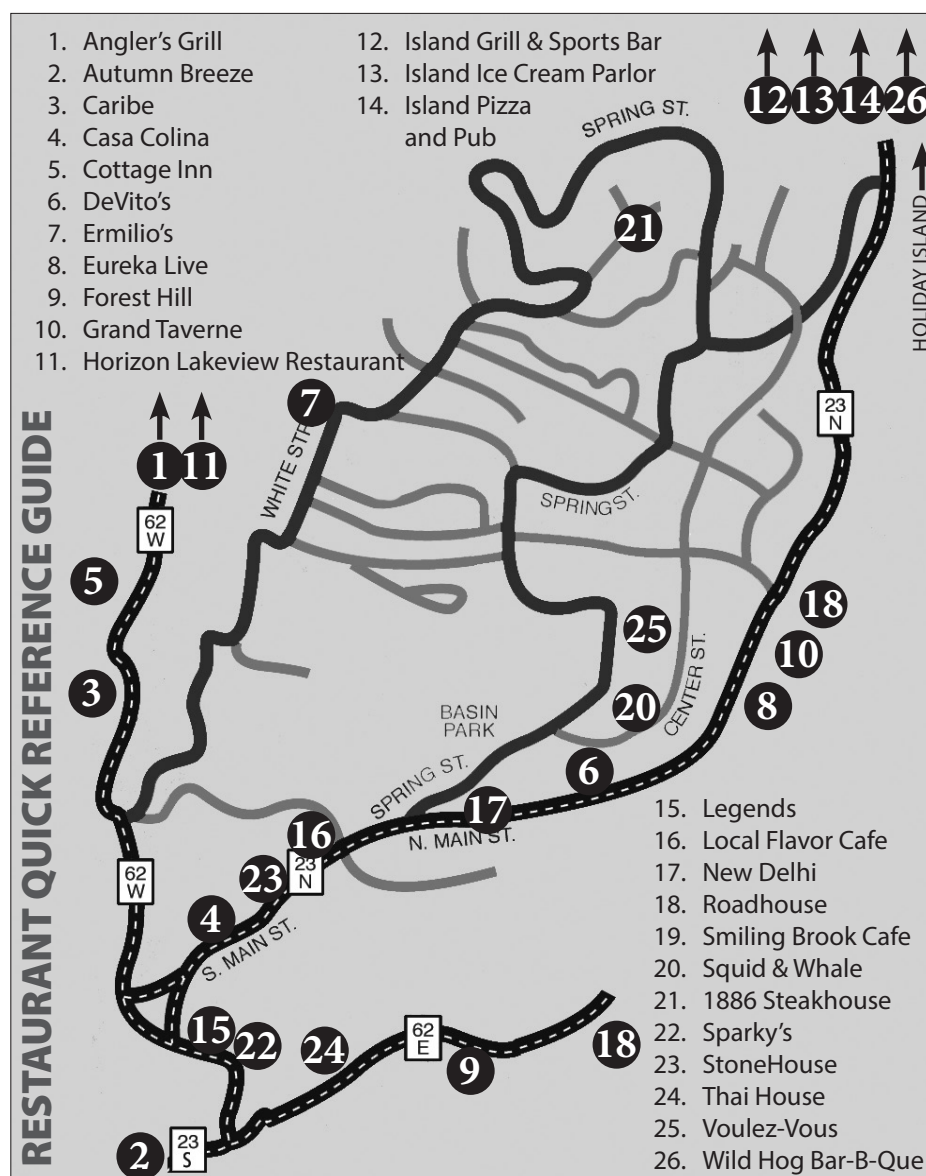 1. Angler's Grill
2. Autumn Breeze
3. Caribe
4. Casa Colina
5. Cottage Inn
6. DeVito's
7. Ermilio's
8. Eureka Live
9. Forest Hill
10. Grand Taverne
11. Horizon Lakeview Restaurant
12. Island Grill & Sports Bar
13. Island Ice Cream Parlor
14. Island Pizza
and Pub
12 13 14 26
SPRING ST.
21
HOLIDAY ISLAND
RESTAURANT QUICK REFERENCE GUIDE
7
23
N
1 11
WHITE STR
SPRING ST.
62
W
5
18
25
10
3
20
CENTER ST.
8
BASIN
PARK
6
SPRING ST.
17
16
N. MAIN ST.
62
W
23
23
N
4
S. MAIN ST.
15
22
24
62
E
9
18
2
23
S
15. Legends
16. Local Flavor Cafe
17. New Delhi
18. Roadhouse
19. Smiling Brook Cafe
20. Squid & Whale
21. 1886 Steakhouse
22. Sparky's
23. StoneHouse
24. Thai House
25. Voulez-Vous
26. Wild Hog Bar-B-Que